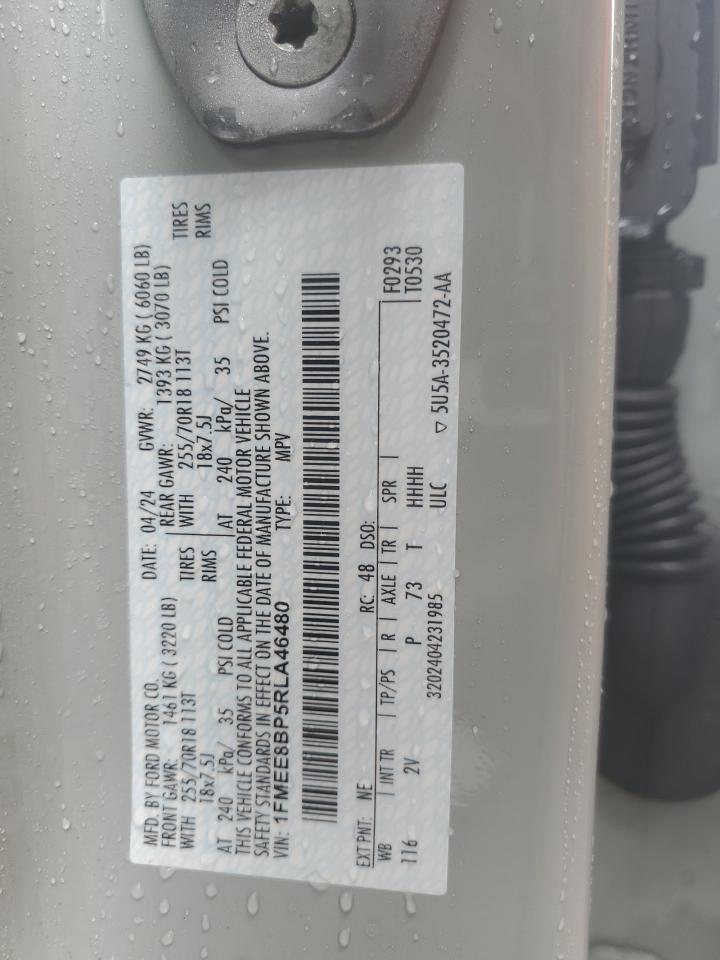 MFD. BY FORD MOTOR CO.
DATE: 04/24 GVWR: 2749 KG ( 6060 LB)
FRONT GAWR: 1461 KG ( 3220 LB) REAR GAWR: 1393 KG ( 3070 LB)
WITH 255/70R18 113T TIRES WITH 255/70R18 113T TIRES
18x7.5J RIMS 18x7.5J RIMS
AT 240 kPa/ 35 PSI COLD AT 240 kPa/ 35 PSI COLD
THIS VEHICLE CONFORMS TO ALL APPLICABLE FEDERAL MOTOR VEHICLE
SAFETY STANDARDS IN EFFECT ON THE DATE OF MANUFACTURE SHOWN ABOVE.
VIN: 1FMEE8BP5RLA46480 TYPE: MPV
EXT PNT: NE RC: 48 DSO:
WB INT TR TP/PS R AXLE TR SPR F0293
116 2V P 73 T HHHH T0530
3202404231985 ULC ▽ 5U5A-3520472-AA